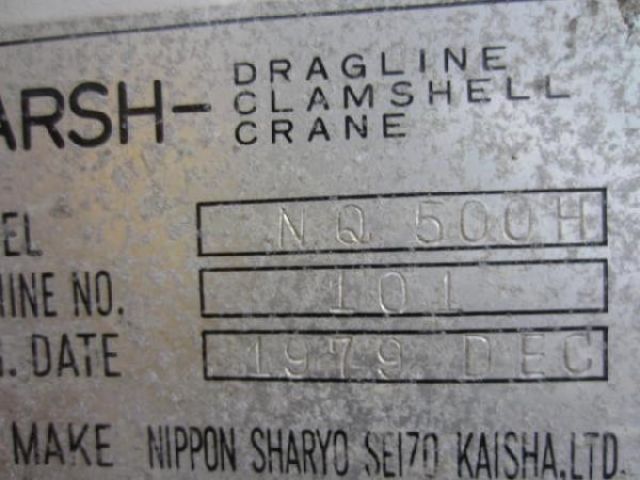 ARSH- DRAGLINE
CLAMSHELL
CRANE
EL NQ 500H
INE NO. 101
. DATE 1979 DEC
MAKE NIPPON SHARYO SEIZO KAISHA,LTD.